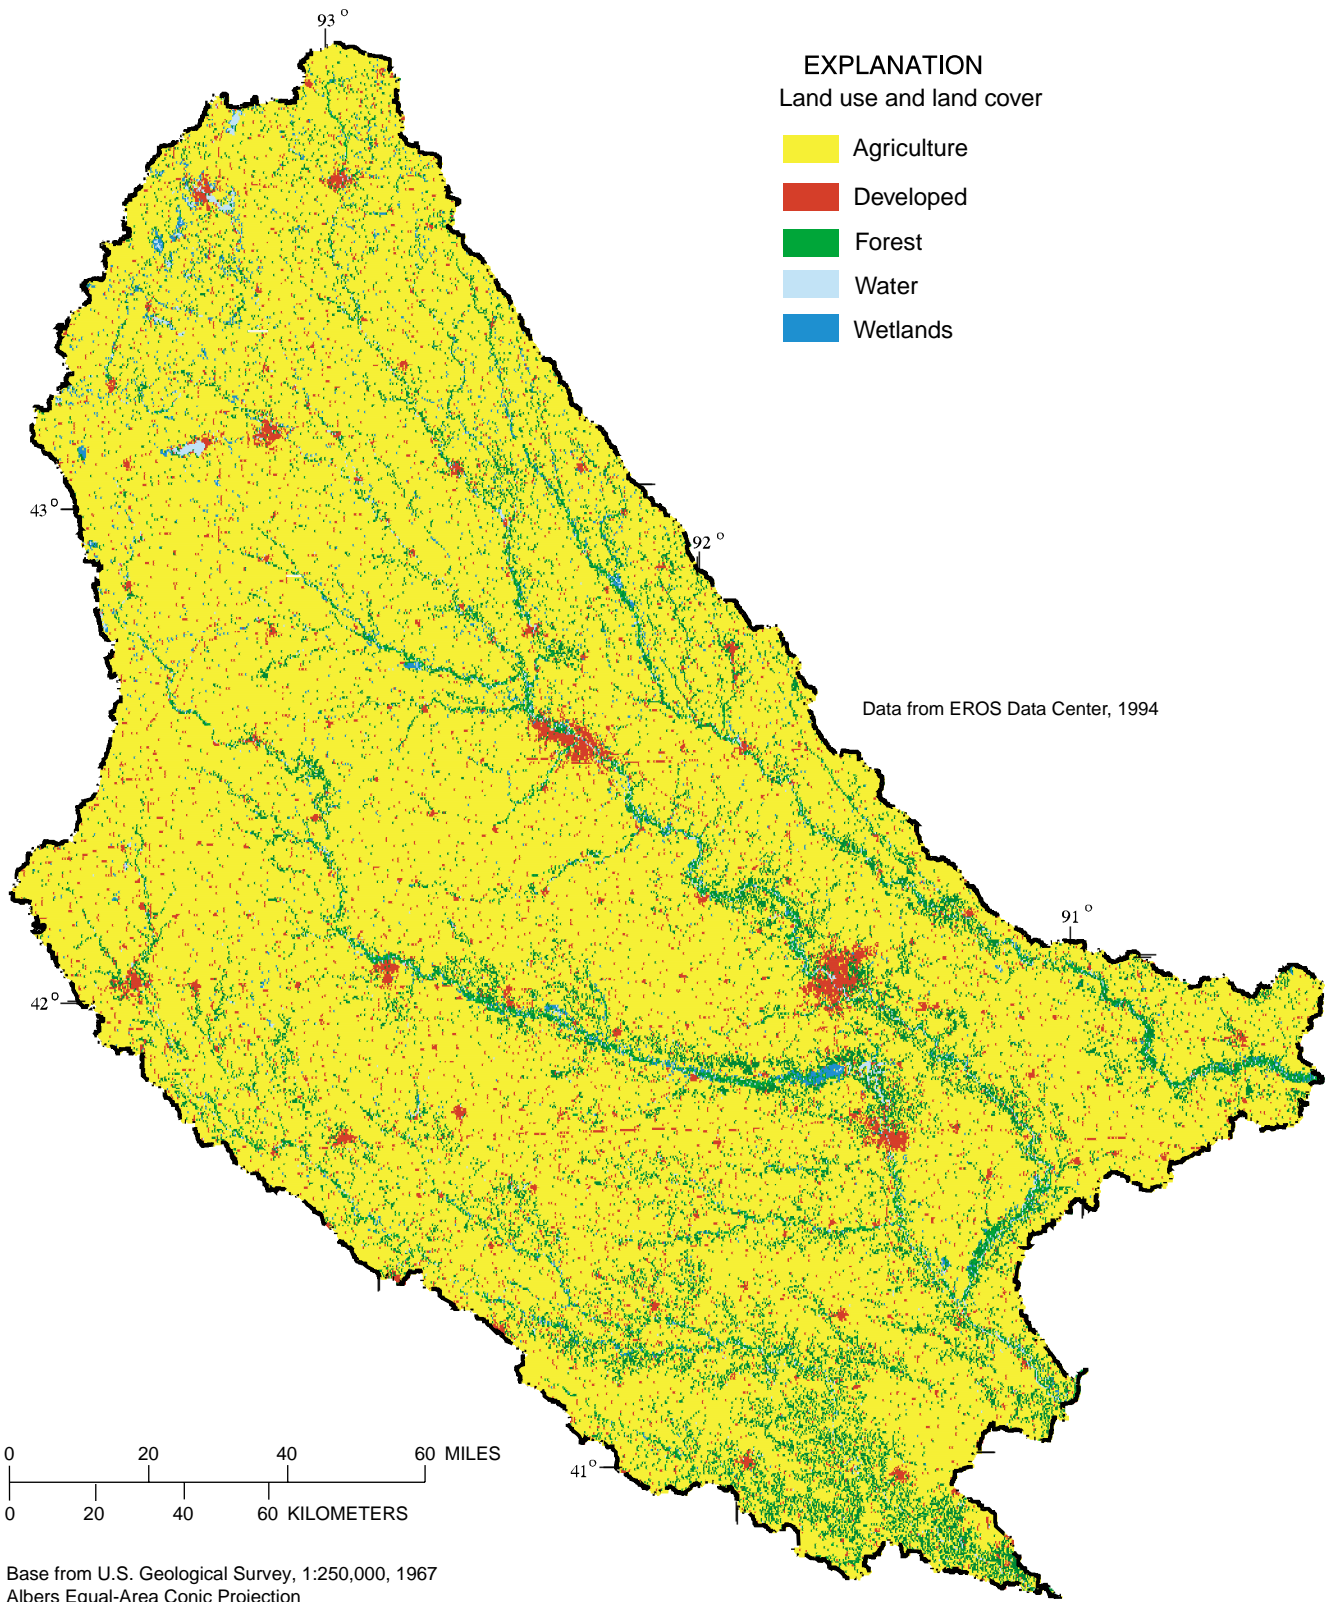 93 °
EXPLANATION
Land use and land cover
Agriculture
Developed
Forest
Water
Wetlands
43°
92 °
Data from EROS Data Center, 1994
91 °
42°
0 20 40 60 MILES
41°
0 20 40 60 KILOMETERS
Base from U.S. Geological Survey, 1:250,000, 1967
Albers Equal-Area Conic Projection